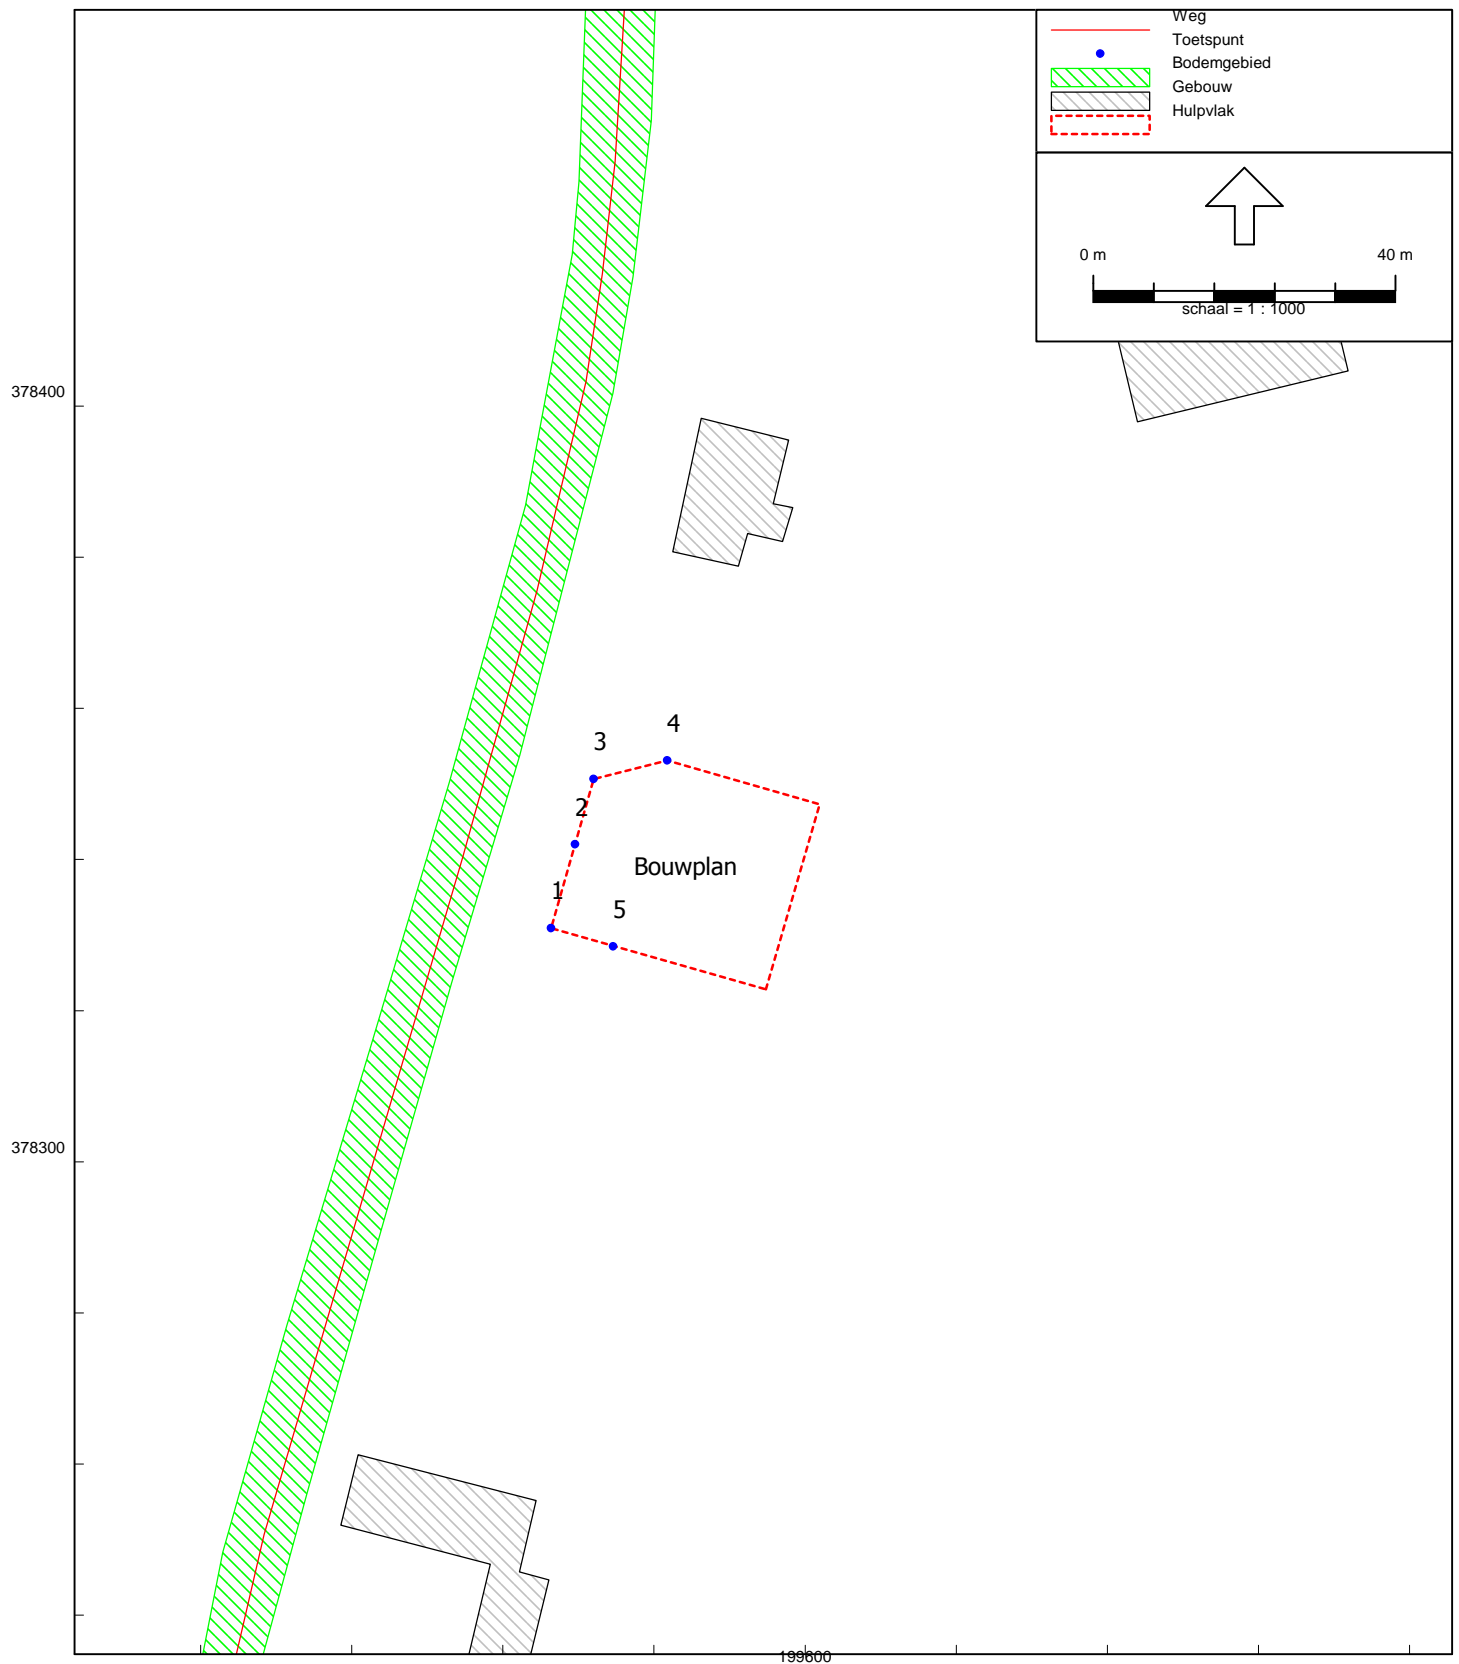 Weg
Toetspunt
Bodemgebied
Gebouw
Hulpvlak
0 m
40 m
schaal = 1 : 1000
378400
4
3
2
Bouwplan
1
5
378300
199600